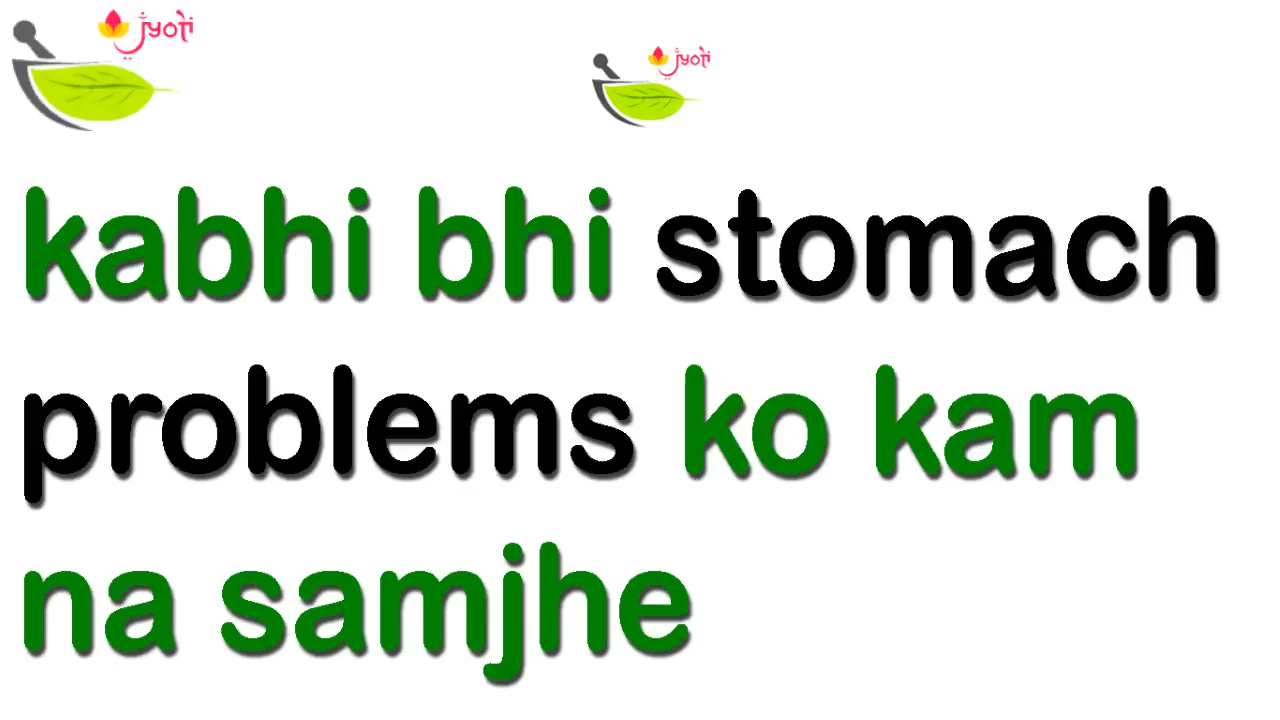 jyoti jyoti
kabhi bhi stomach
problems ko kam
na samjhe